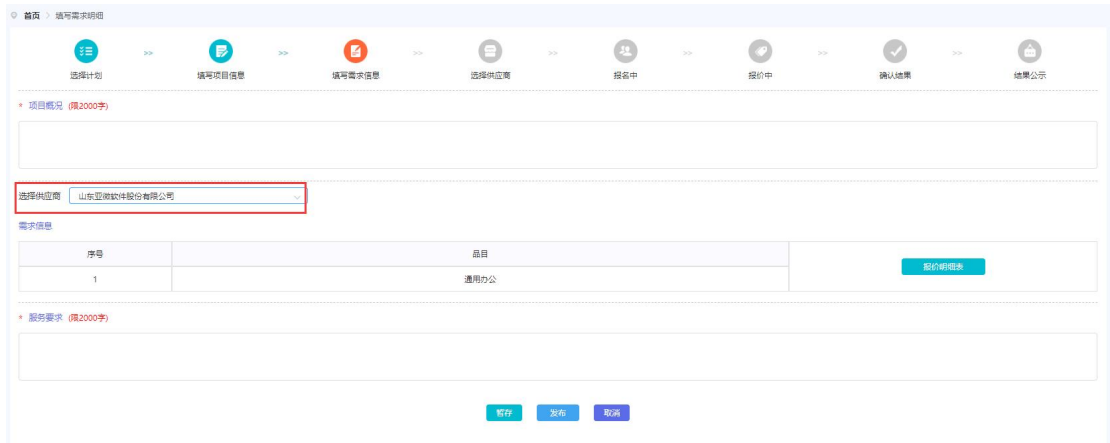 首页 > 填写需求明细
>> >> >> >> >> >> >>
选择计划 填写项目信息 填写需求信息 选择供应商 报名中 报价中 确认结果 结果公示
* 项目概况 (限2000字)
选择供应商 山东亚微软件股份有限公司
需求信息
序号 品目 报价明细表
1 通用办公
* 服务要求 (限2000字)
暂存 发布 取消